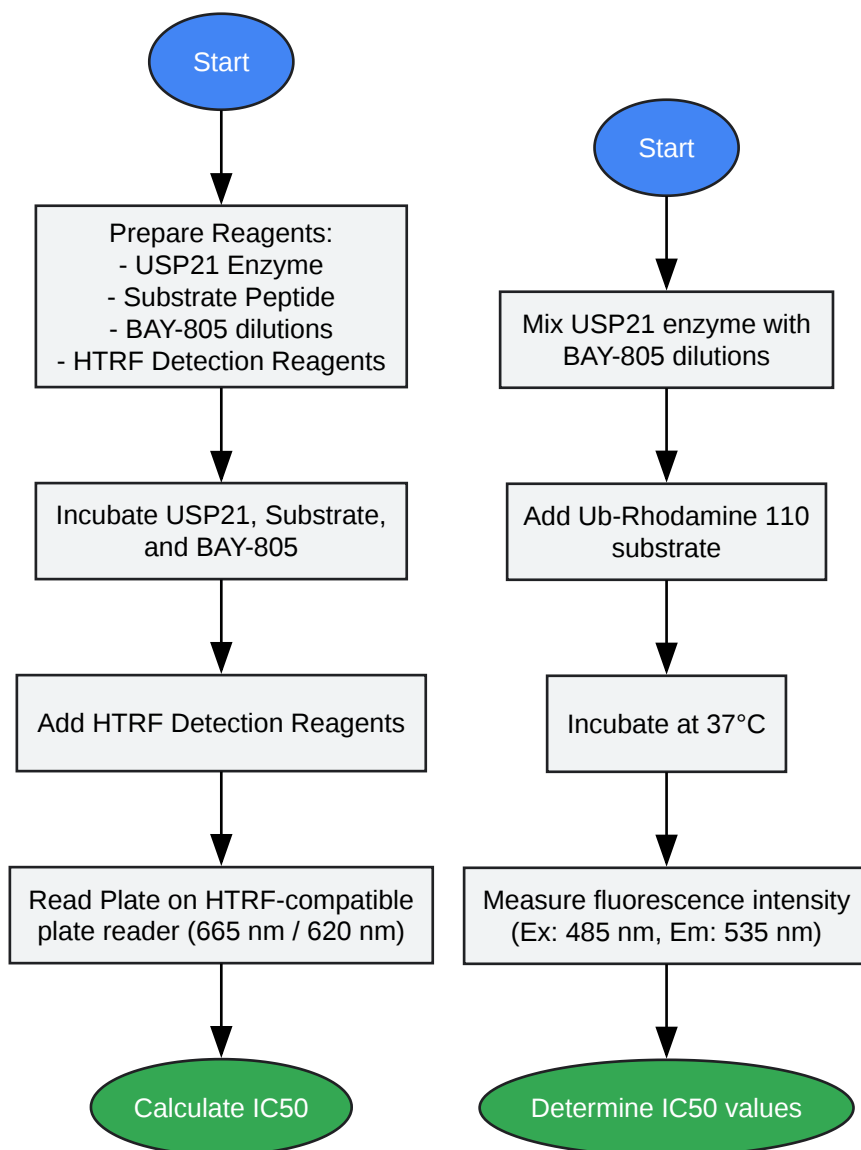 Start
Prepare Reagents:
- USP21 Enzyme
- Substrate Peptide
- BAY-805 dilutions
- HTRF Detection Reagents
Incubate USP21, Substrate,
and BAY-805
Add HTRF Detection Reagents
Read Plate on HTRF-compatible
plate reader (665 nm / 620 nm)
Calculate IC50
Start
Mix USP21 enzyme with
BAY-805 dilutions
Add Ub-Rhodamine 110
substrate
Incubate at 37°C
Measure fluorescence intensity
(Ex: 485 nm, Em: 535 nm)
Determine IC50 values